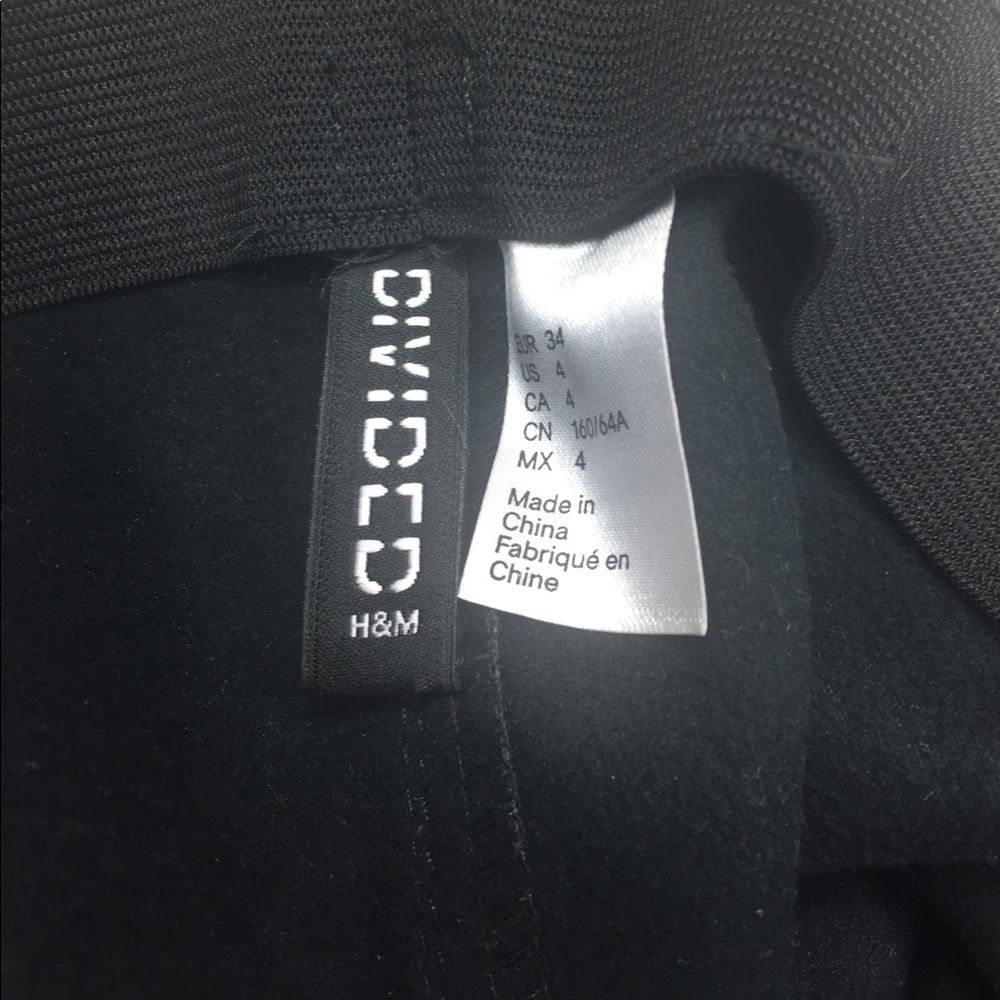 DIVIDED
H&M
EUR 34
US 4
CA 4
CN 160/64A
MX 4
Made in
China
Fabriqué en
Chine